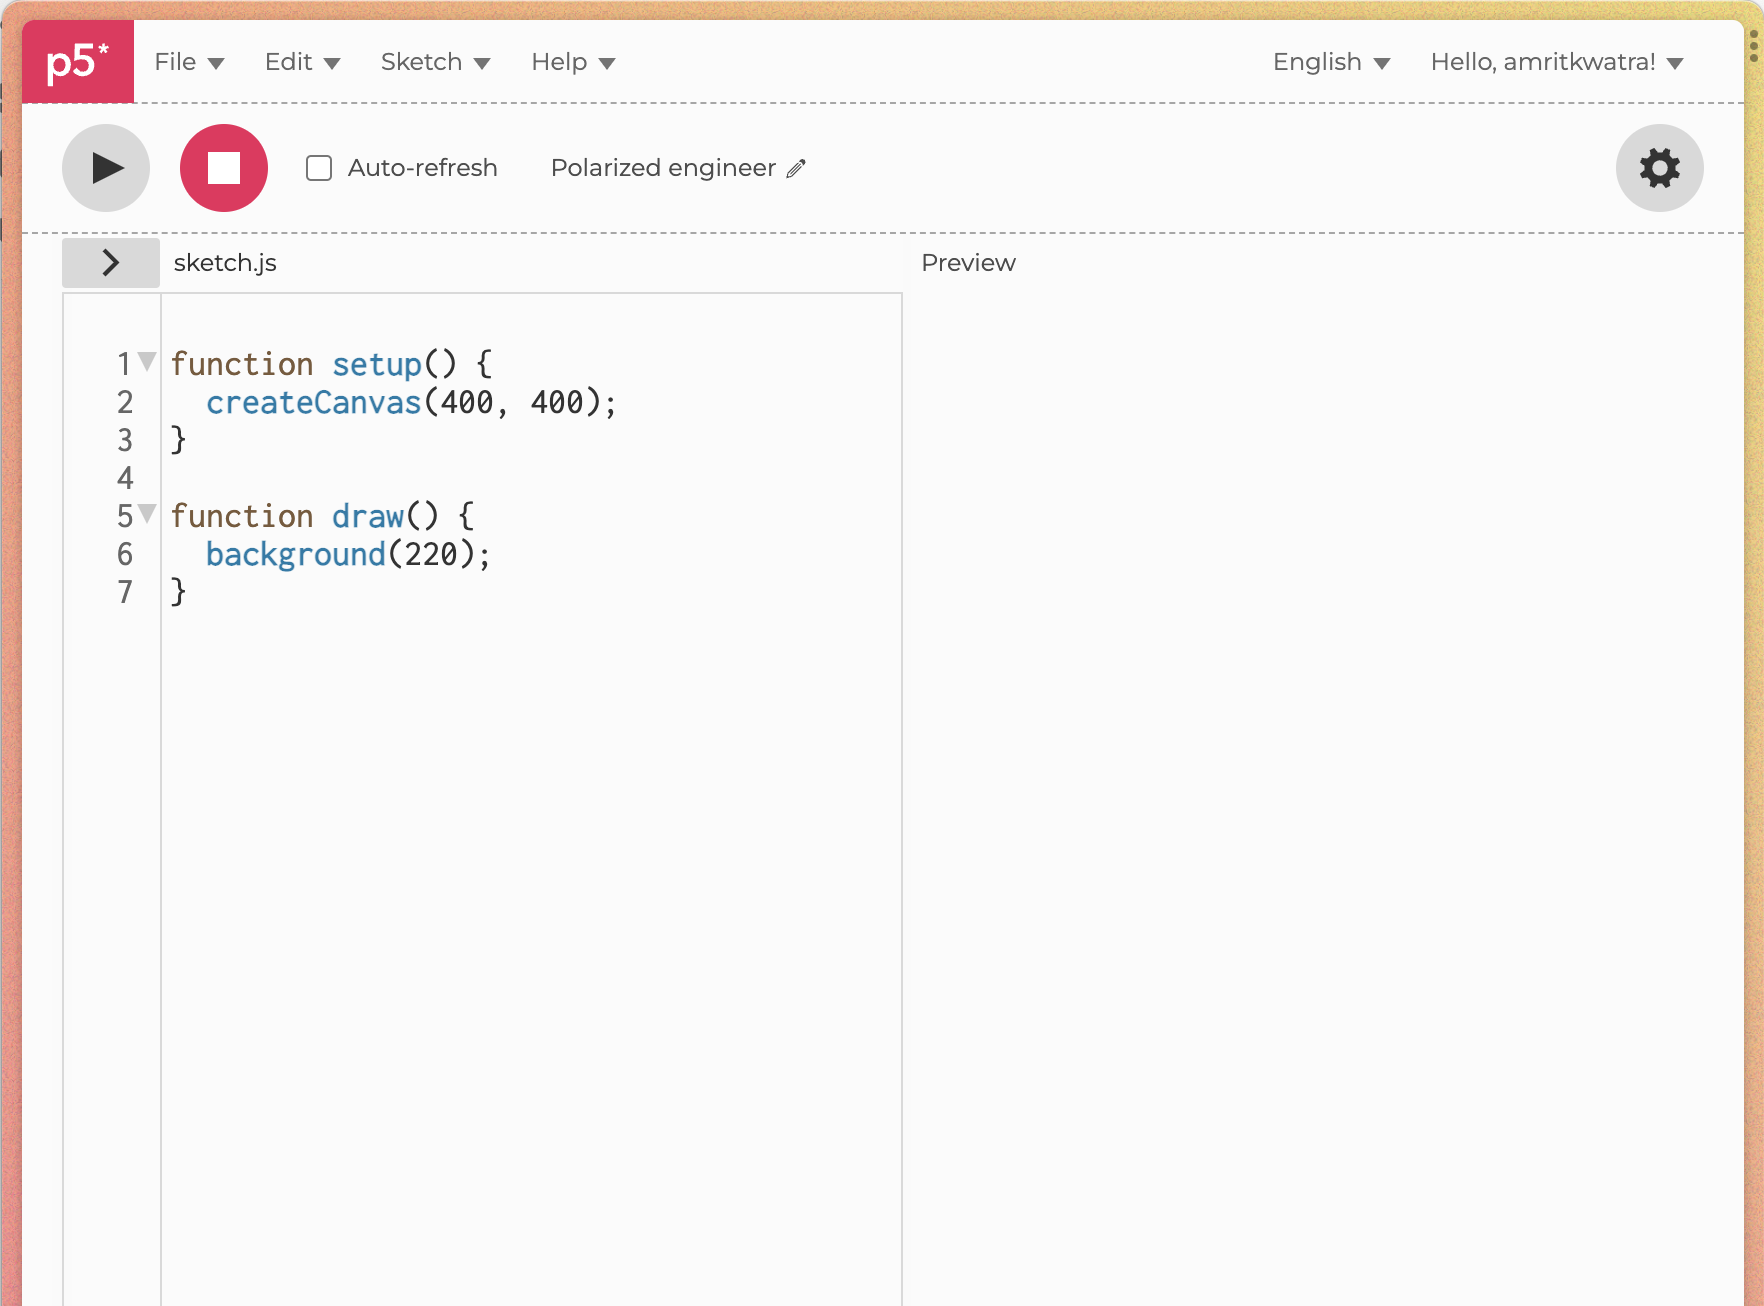 p5*
File Edit Sketch Help English Hello, amritkwatra!
Auto-refresh Polarized engineer
sketch.js Preview
1 function setup() {
2   createCanvas(400, 400);
3 }
4
5 function draw() {
6   background(220);
7 }